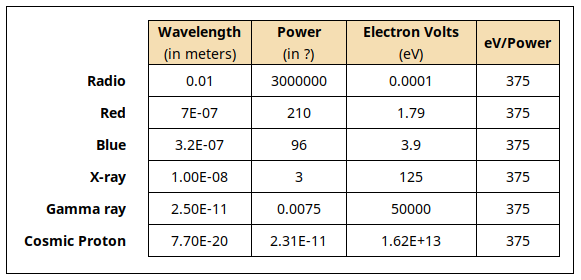 Wavelength Power Electron Volts eV/Power
(in meters) (in ?) (eV)
Radio 0.01 3000000 0.0001 375
Red 7E-07 210 1.79 375
Blue 3.2E-07 96 3.9 375
X-ray 1.00E-08 3 125 375
Gamma ray 2.50E-11 0.0075 50000 375
Cosmic Proton 7.70E-20 2.31E-11 1.62E+13 375